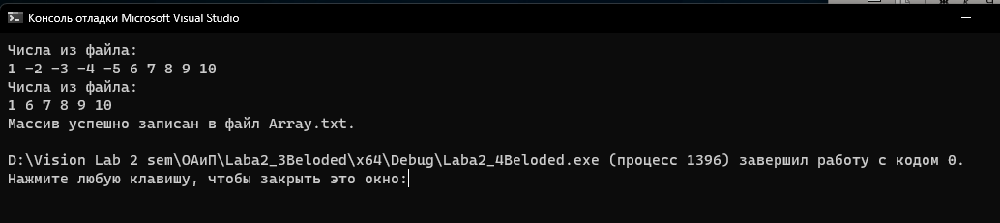 Консоль отладки Microsoft Visual Studio
Числа из файла:
1 -2 -3 -4 -5 6 7 8 9 10
Числа из файла:
1 6 7 8 9 10
Массив успешно записан в файл Array.txt.
D:\Vision Lab 2 sem\ОАиП\Laba2_3Beloded\x64\Debug\Laba2_4Beloded.exe (процесс 1396) завершил работу с кодом 0.
Нажмите любую клавишу, чтобы закрыть это окно: